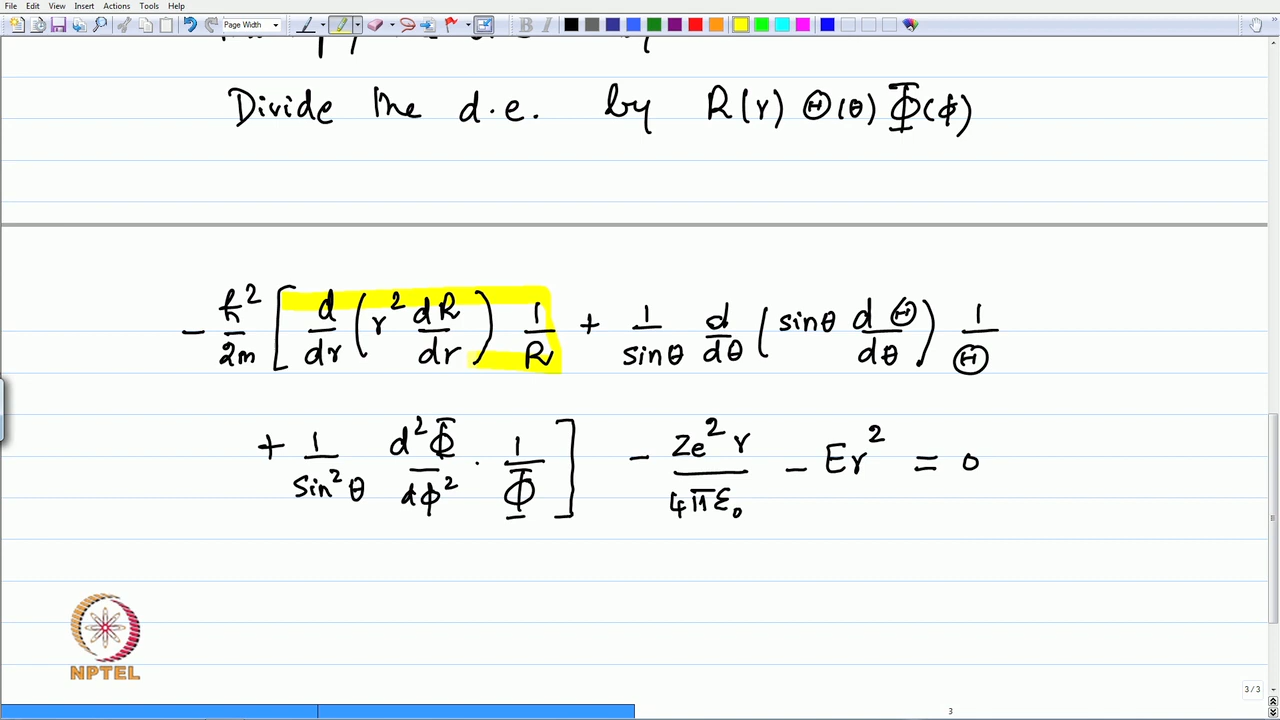 File Edit View Insert Actions Tools Help
Page Width
B I U
Divide the d.e. by R(r) Θ(θ) Φ(ϕ)
- ħ²/2m [ d/dr ( r² dR/dr ) 1/R + 1/sinθ d/dθ ( sinθ dΘ/dθ ) 1/Θ
+ 1/sin²θ d²Φ/dϕ² · 1/Φ ] - Ze²r/4πε₀ - Er² = 0
NPTEL
3/3
3